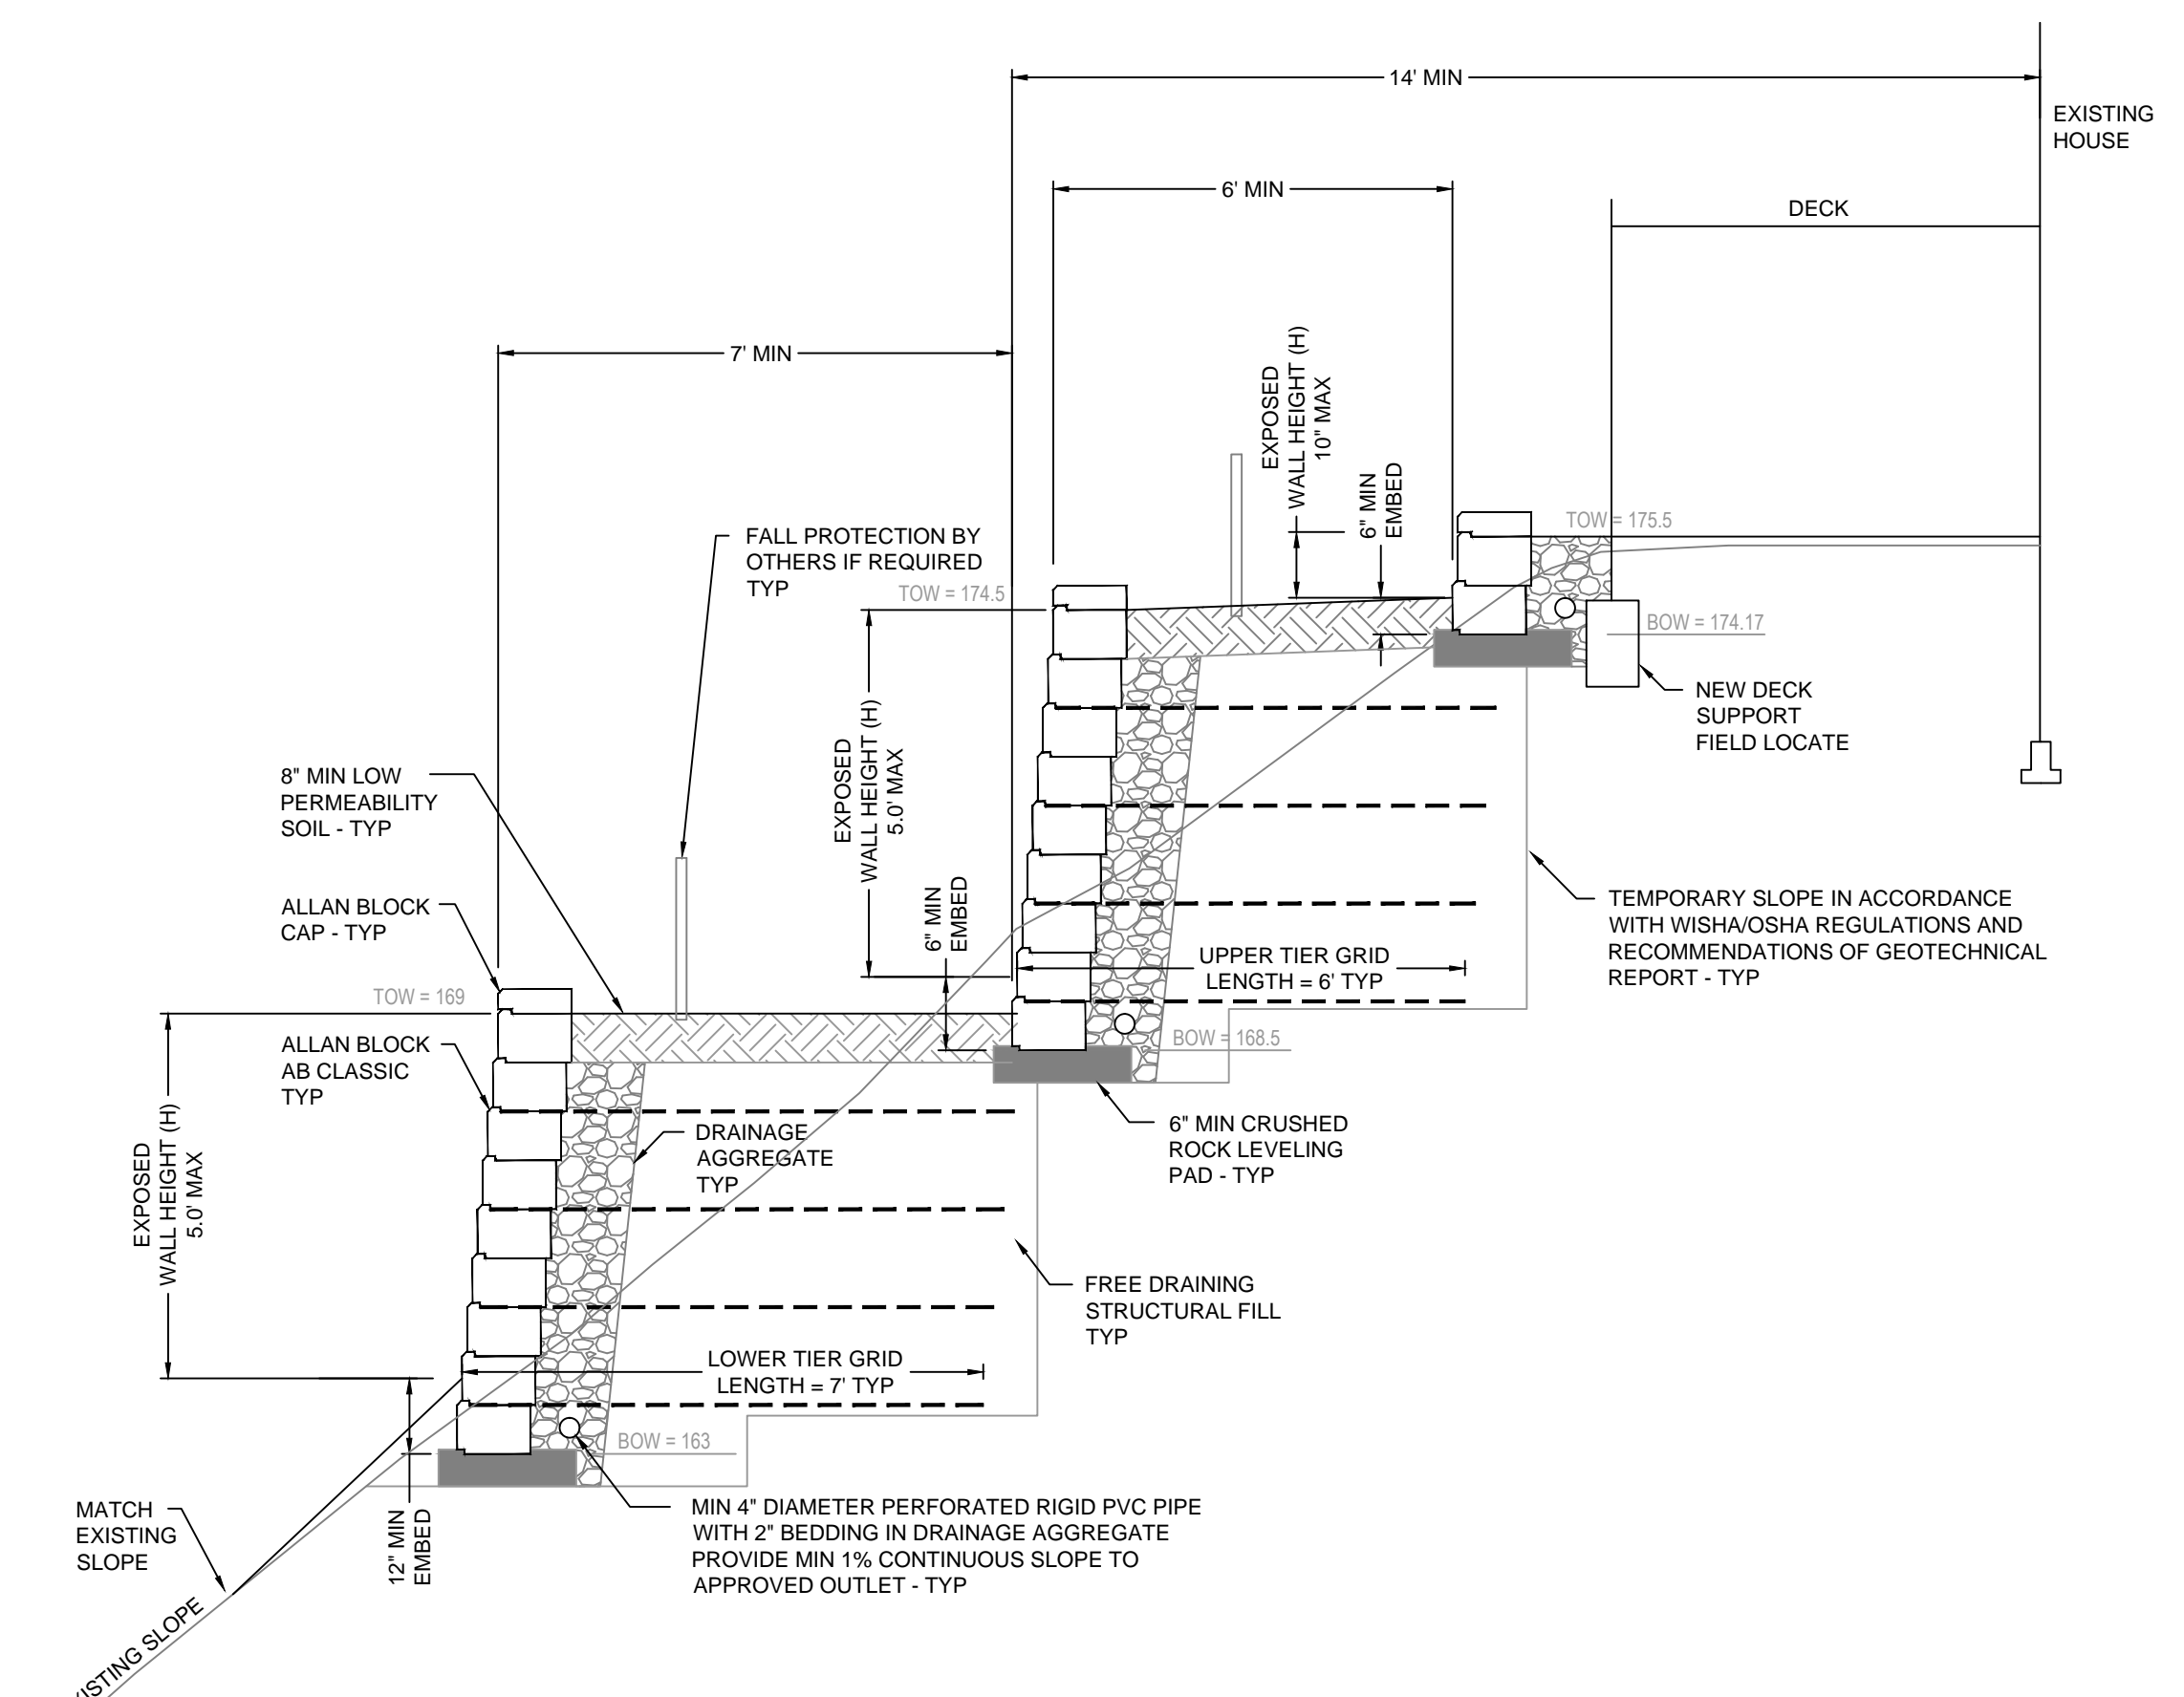 14' MIN
EXISTING
HOUSE
6' MIN
DECK
7' MIN
EXPOSED
WALL HEIGHT (H)
10" MAX
6" MIN
EMBED
TOW = 175.5
FALL PROTECTION BY
OTHERS IF REQUIRED
TYP
TOW = 174.5
BOW = 174.17
NEW DECK
SUPPORT
FIELD LOCATE
EXPOSED
WALL HEIGHT (H)
5.0' MAX
8" MIN LOW
PERMEABILITY
SOIL - TYP
6" MIN
EMBED
ALLAN BLOCK
CAP - TYP
TEMPORARY SLOPE IN ACCORDANCE
WITH WISHA/OSHA REGULATIONS AND
RECOMMENDATIONS OF GEOTECHNICAL
REPORT - TYP
UPPER TIER GRID
LENGTH = 6' TYP
TOW = 169
ALLAN BLOCK
AB CLASSIC
TYP
BOW = 168.5
6" MIN CRUSHED
ROCK LEVELING
PAD - TYP
DRAINAGE
AGGREGATE
TYP
EXPOSED
WALL HEIGHT (H)
5.0' MAX
FREE DRAINING
STRUCTURAL FILL
TYP
LOWER TIER GRID
LENGTH = 7' TYP
BOW = 163
MATCH
EXISTING
SLOPE
12" MIN
EMBED
MIN 4" DIAMETER PERFORATED RIGID PVC PIPE
WITH 2" BEDDING IN DRAINAGE AGGREGATE
PROVIDE MIN 1% CONTINUOUS SLOPE TO
APPROVED OUTLET - TYP
ISTING SLOPE